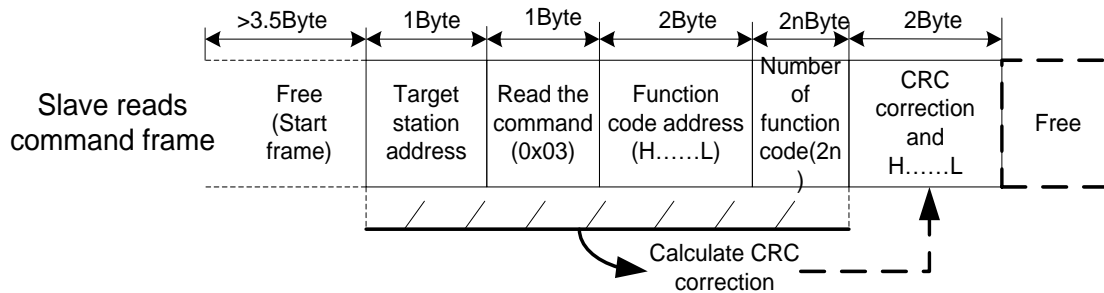 >3.5Byte
1Byte
1Byte
2Byte
2nByte
2Byte
Slave reads
command frame
Free
(Start
frame)
Target
station
address
Read the
command
(0x03)
Function
code address
(H……L)
Number
of
function
code(2n
)
CRC
correction
and
H……L
Free
Calculate CRC
correction